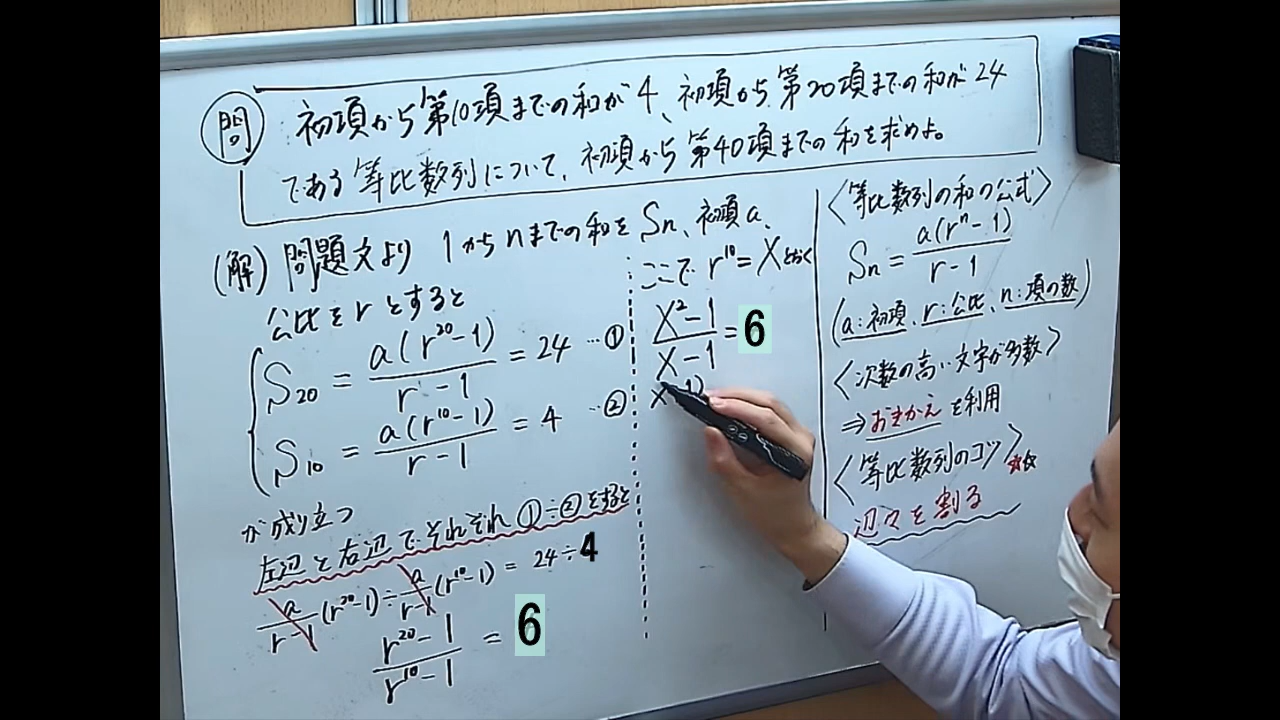 問 初項から第10項までの和が4、初項から第20項までの和が24
である等比数列について、初項から第40項までの和を求めよ。
(解) 問題文より 1からnまでの和をSn、初項a、
公比をrとすると
S20 = a(r^20-1)/(r-1) = 24 …①
S10 = a(r^10-1)/(r-1) = 4 …②
が成り立つ
左辺と右辺でそれぞれ①÷②をすると
a/(r-1)(r^20-1)÷a/(r-1)(r^10-1) = 24÷4
(r^20-1)/(r^10-1) = 6
ここで r^10=Xとおく
(X^2-1)/(X-1) = 6
〈等比数列の和の公式〉
Sn = a(r^n-1)/(r-1)
(a:初項、r:公比、n:項の数)
〈次数の高い文字が多数〉
⇒おきかえを利用
〈等比数列のコツ〉☆☆
辺々を割る